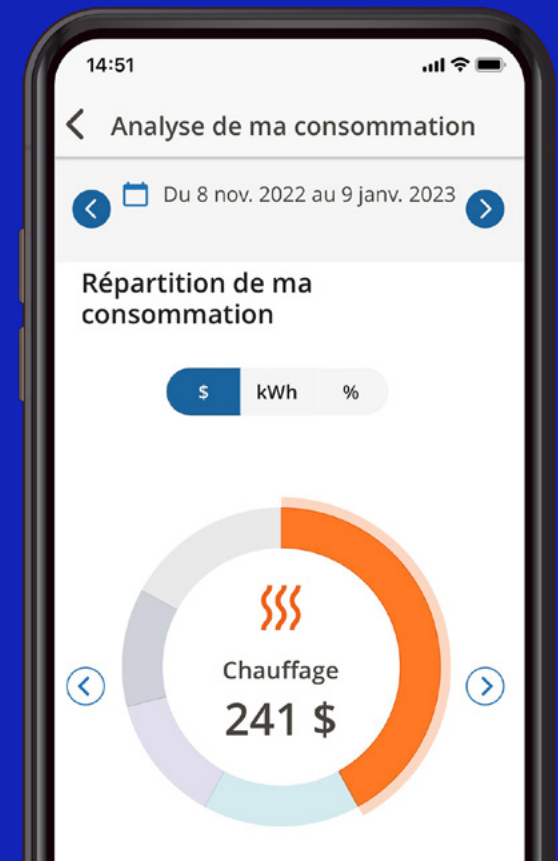 14:51
Analyse de ma consommation
Du 8 nov. 2022 au 9 janv. 2023
Répartition de ma
consommation
$ kWh %
Chauffage
241 $